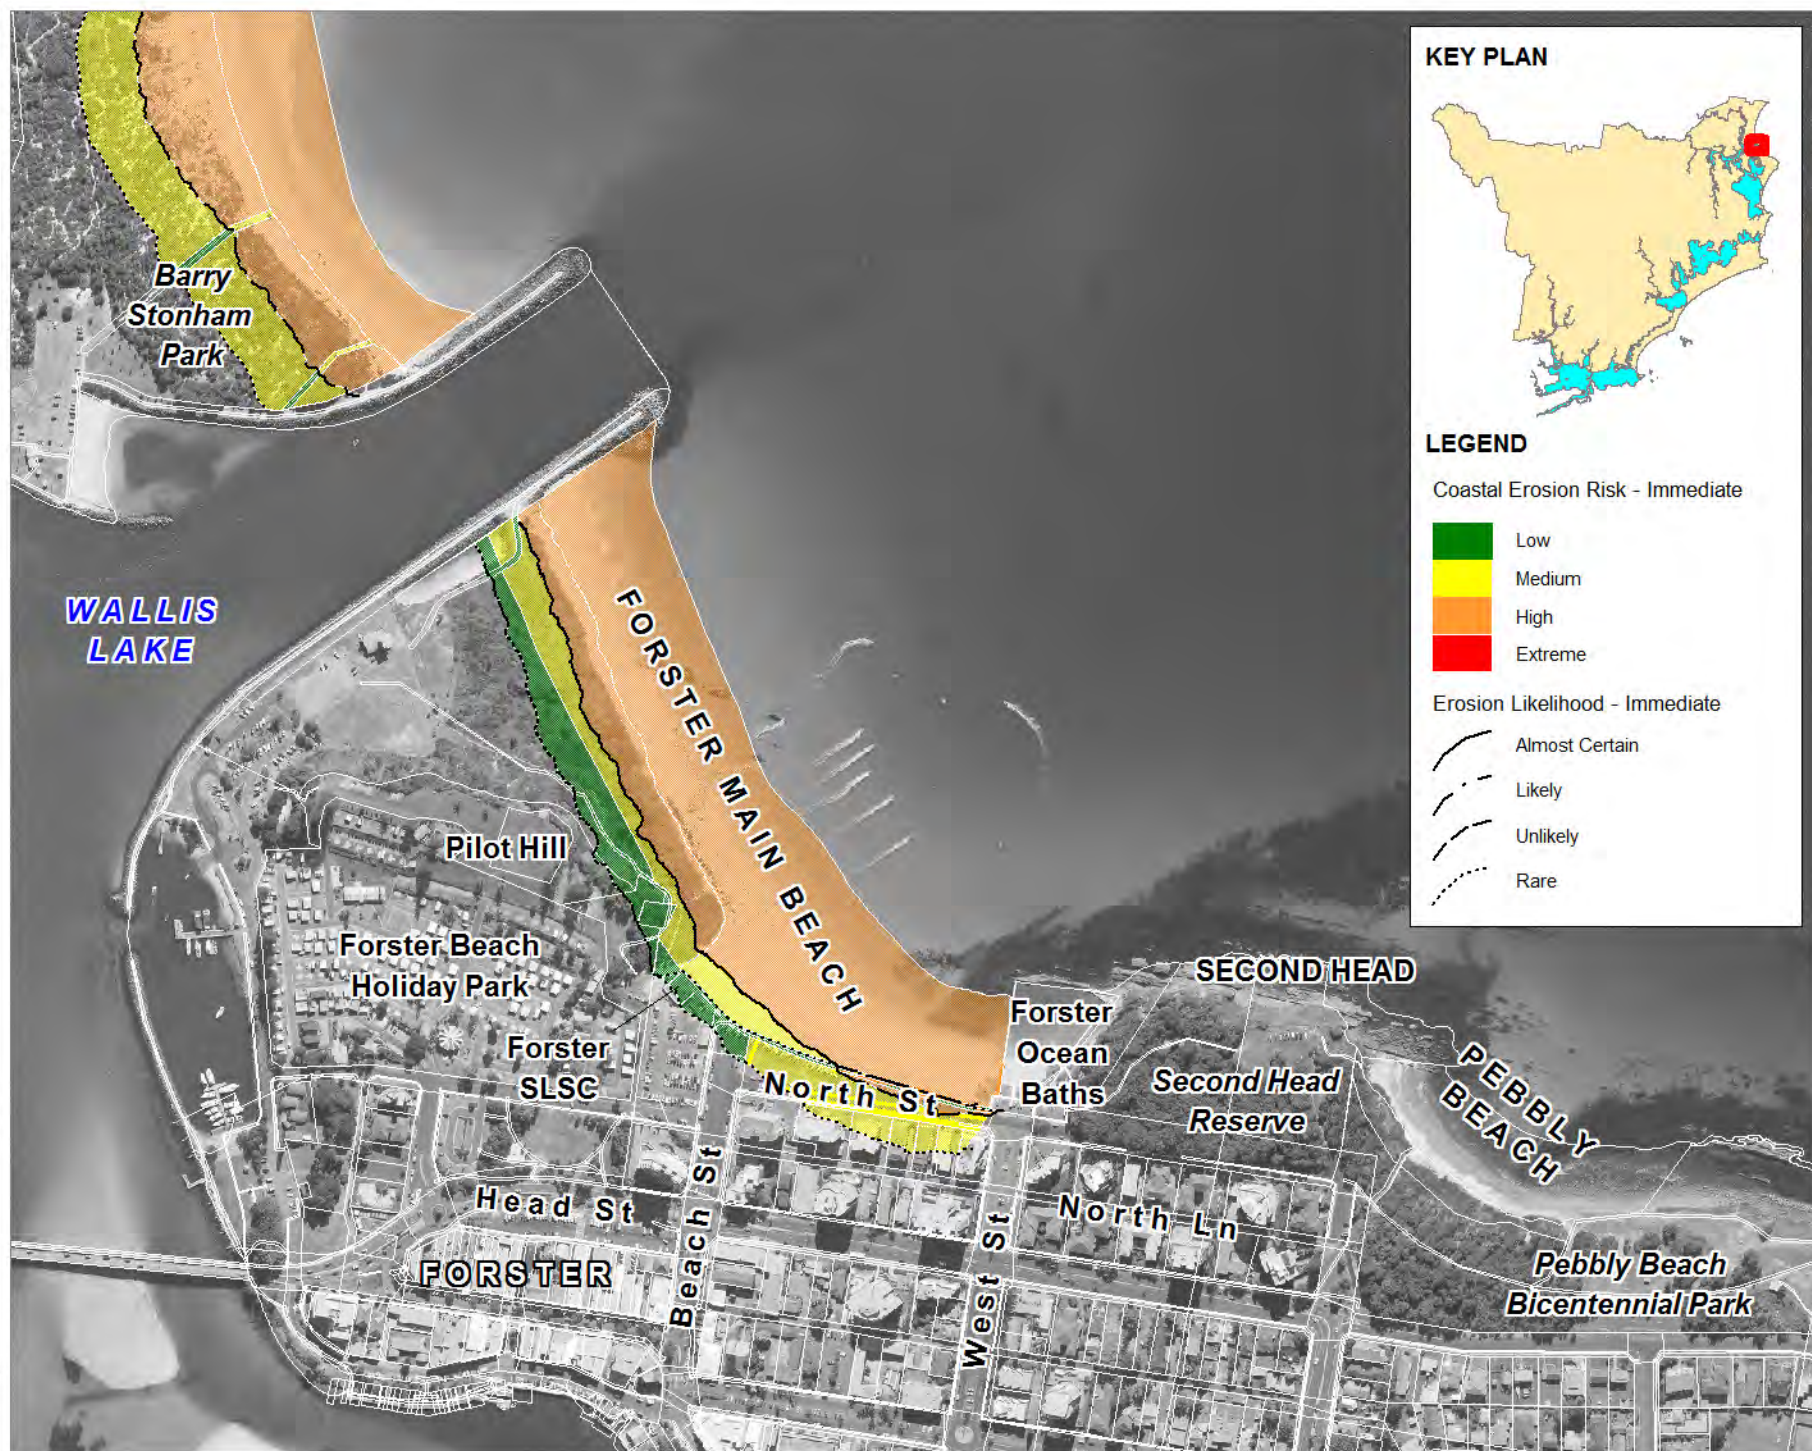 KEY PLAN
LEGEND
Coastal Erosion Risk - Immediate
Low
Medium
High
Extreme
Erosion Likelihood - Immediate
Almost Certain
Likely
Unlikely
Rare
Barry
Stonham
Park
WALLIS
LAKE
FORSTER MAIN BEACH
Pilot Hill
Forster Beach
Holiday Park
Forster
SLSC
North St
Forster
Ocean
Baths
SECOND HEAD
Second Head
Reserve
PEBBLY
BEACH
Head St
Beach St
West St
North Ln
FORSTER
Pebbly Beach
Bicentennial Park